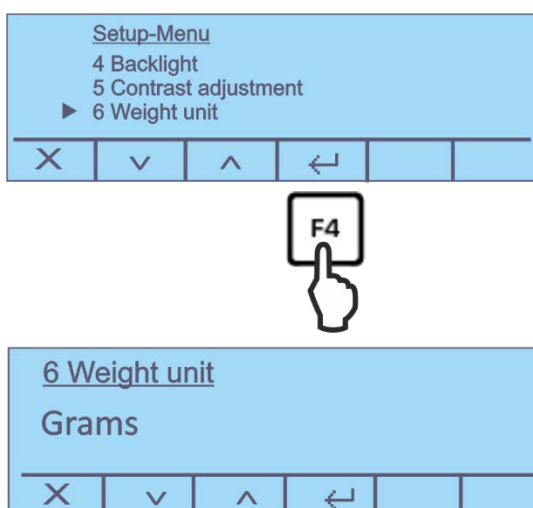 Setup-Menu
4 Backlight
5 Contrast adjustment
6 Weight unit
F4
6 Weight unit
Grams